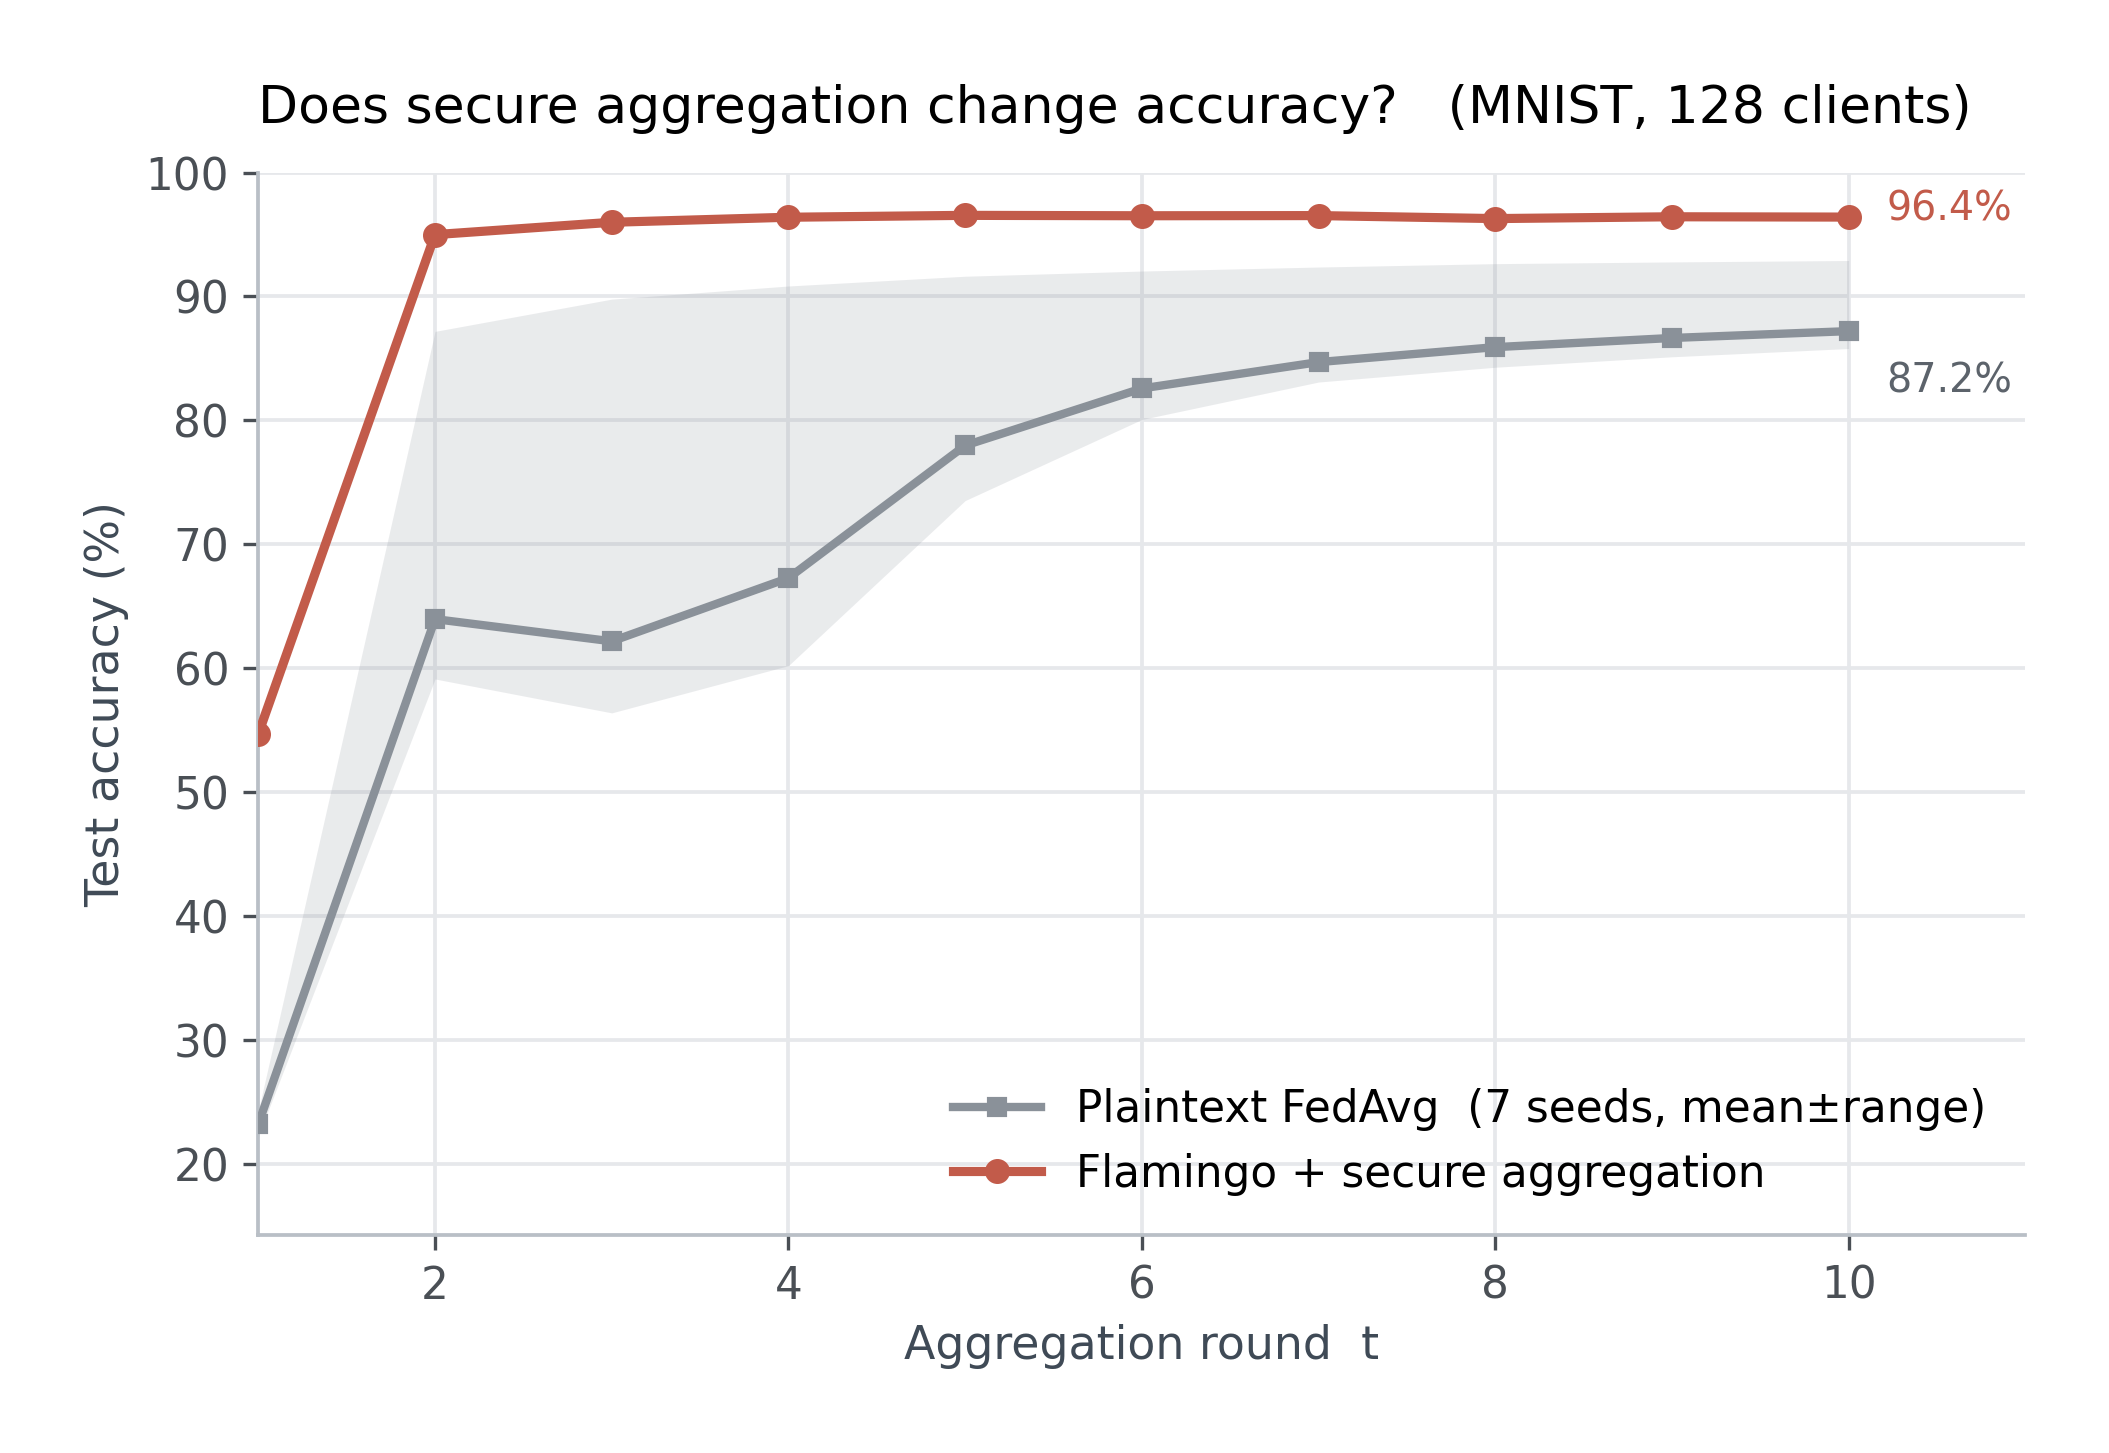 Does secure aggregation change accuracy?   (MNIST, 128 clients)
100
90
80
70
60
50
40
30
20
Test accuracy (%)
96.4%
87.2%
Plaintext FedAvg  (7 seeds, mean±range)
Flamingo + secure aggregation
2 4 6 8 10
Aggregation round  t